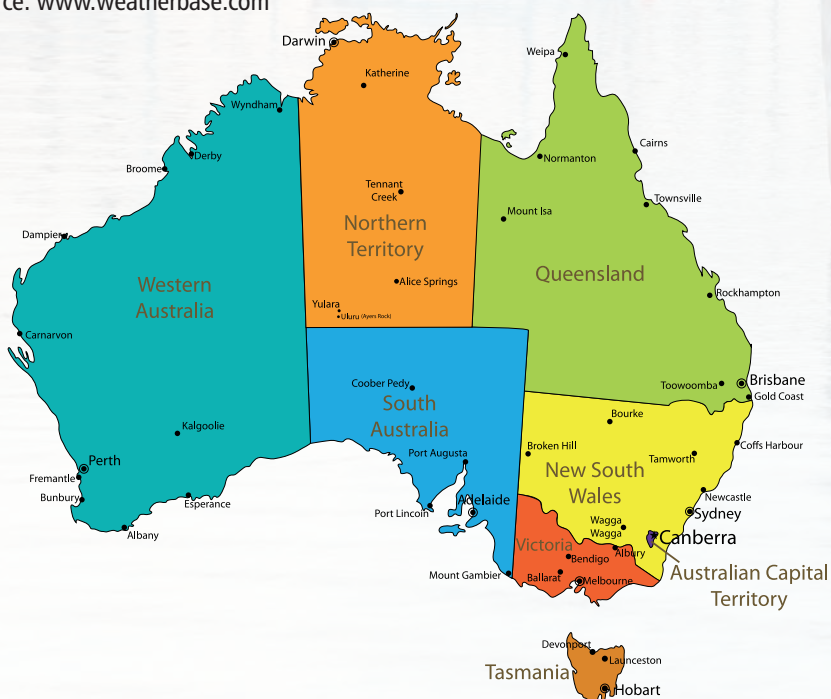 ce: www.weatherbase.com
Darwin
Weipa
Katherine
Wyndham
Cairns
Derby
Normanton
Broome
Tennant
Creek
Townsville
Mount Isa
Northern
Territory
Dampier
Queensland
Western
Australia
Alice Springs
Rockhampton
Yulara
Uluru (Ayers Rock)
Carnarvon
Coober Pedy
Toowoomba
Brisbane
Gold Coast
South
Australia
Bourke
Kalgoolie
Broken Hill
Coffs Harbour
Port Augusta
Tamworth
Perth
New South
Wales
Fremantle
Bunbury
Esperance
Adelaide
Newcastle
Port Lincoln
Sydney
Wagga
Wagga
Albany
Canberra
Victoria
Albury
Bendigo
Mount Gambier
Ballarat
Melbourne
Australian Capital
Territory
Devonport
Launceston
Tasmania
Hobart